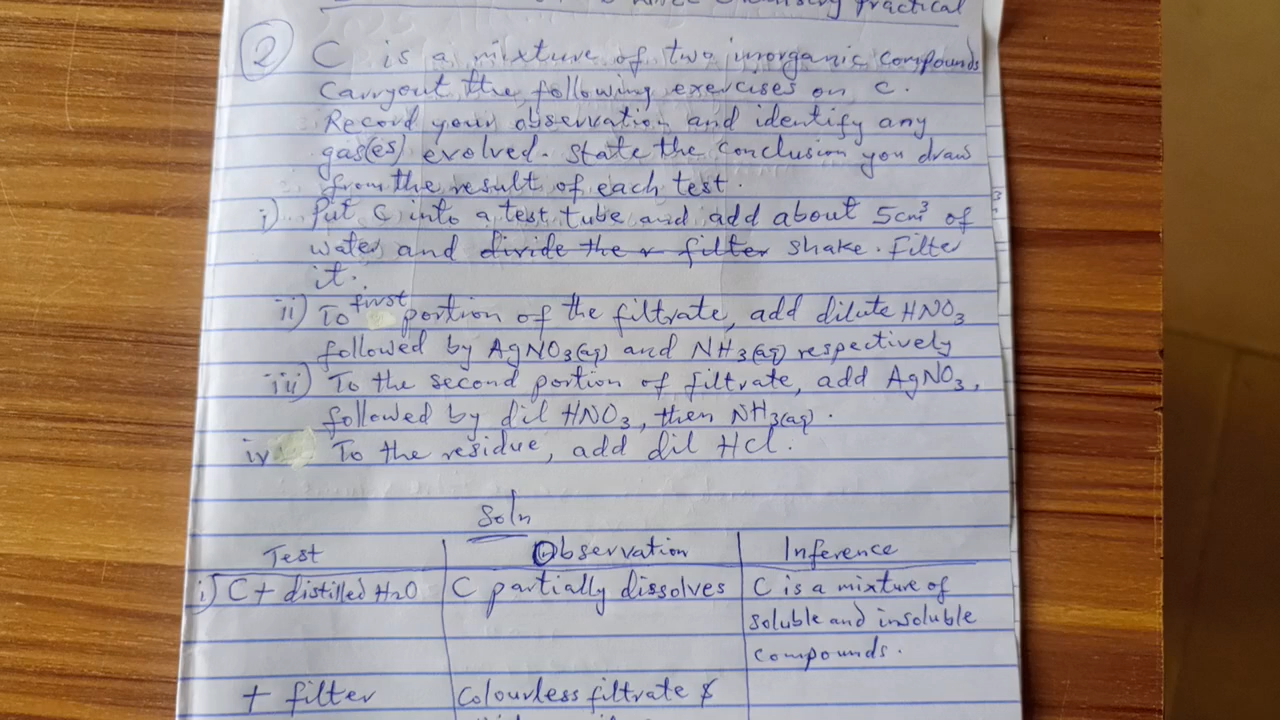 Chemistry Practical
② C is a mixture of two inorganic compounds
Carryout the following exercises on C.
Record your observation and identify any
gas(es) evolved. State the conclusion you draw
from the result of each test.
i) Put C into a test tube and add about 5cm³ of
water and divide the filter shake. Filte
it.
ii) To first portion of the filtrate, add dilute HNO₃
followed by AgNO₃(aq) and NH₃(aq) respectively
iii) To the second portion of filtrate, add AgNO₃,
followed by dil HNO₃, then NH₃(aq).
iv To the residue, add dil HCl.
Soln
Test Observation Inference
i) C + distilled H₂O C partially dissolves C is a mixture of
soluble and insoluble
compounds.
+ filter Colourless filtrate &